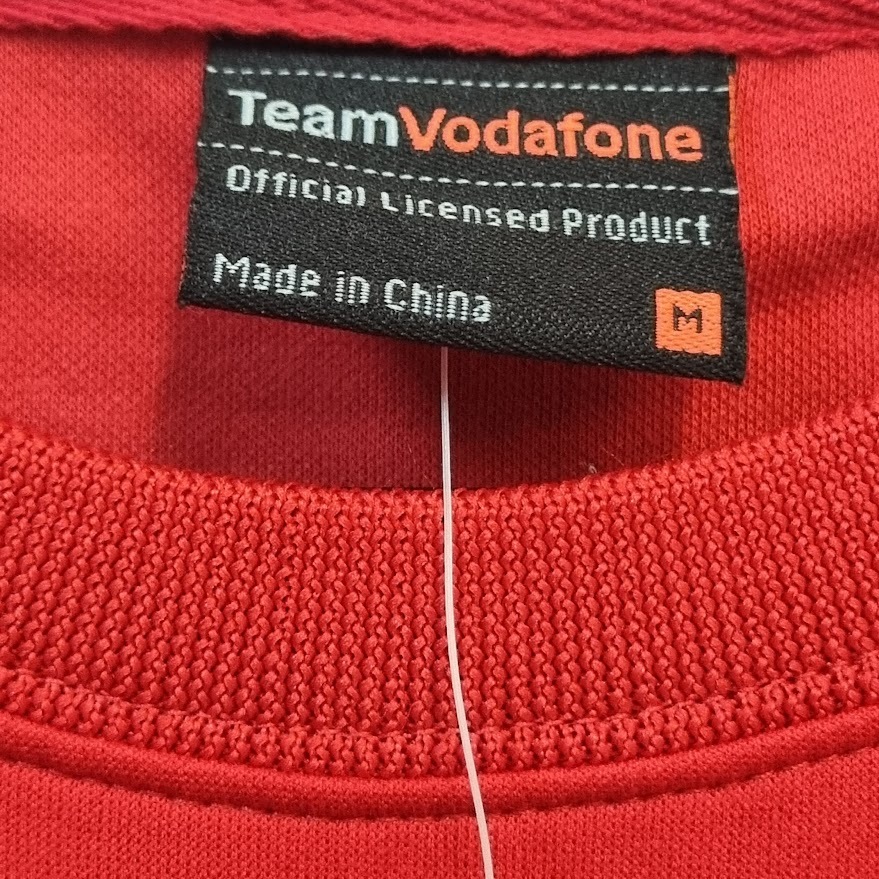 TeamVodafone
Official Licensed Product
Made in China
M